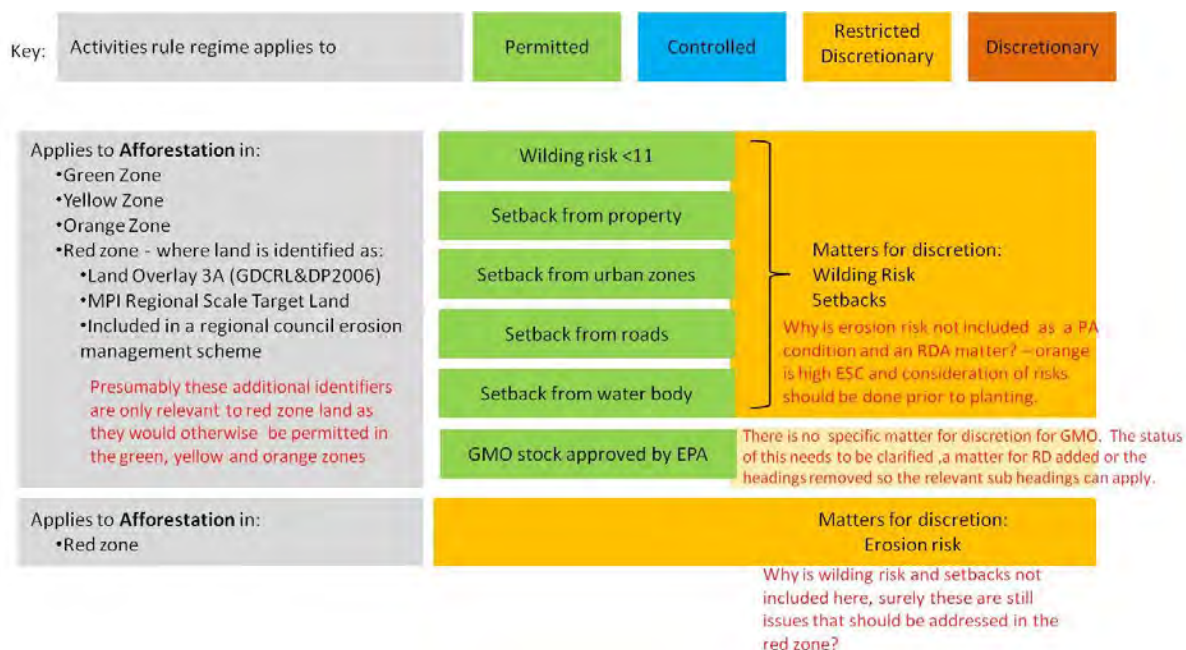 Key:
Activities rule regime applies to
Permitted
Controlled
Restricted
Discretionary
Discretionary
Applies to Afforestation in:
•Green Zone
•Yellow Zone
•Orange Zone
•Red zone - where land is identified as:
•Land Overlay 3A (GDCRL&DP2006)
•MPI Regional Scale Target Land
•Included in a regional council erosion
management scheme
Presumably these additional identifiers
are only relevant to red zone land as
they would otherwise be permitted in
the green, yellow and orange zones
Wilding risk <11
Setback from property
Setback from urban zones
Setback from roads
Setback from water body
GMO stock approved by EPA
Matters for discretion:
Wilding Risk
Setbacks
Why is erosion risk not included as a PA
condition and an RDA matter? – orange
is high ESC and consideration of risks
should be done prior to planting.
There is no specific matter for discretion for GMO. The status
of this needs to be clarified ,a matter for RD added or the
headings removed so the relevant sub headings can apply.
Applies to Afforestation in:
•Red zone
Matters for discretion:
Erosion risk
Why is wilding risk and setbacks not
included here, surely these are still
issues that should be addressed in the
red zone?